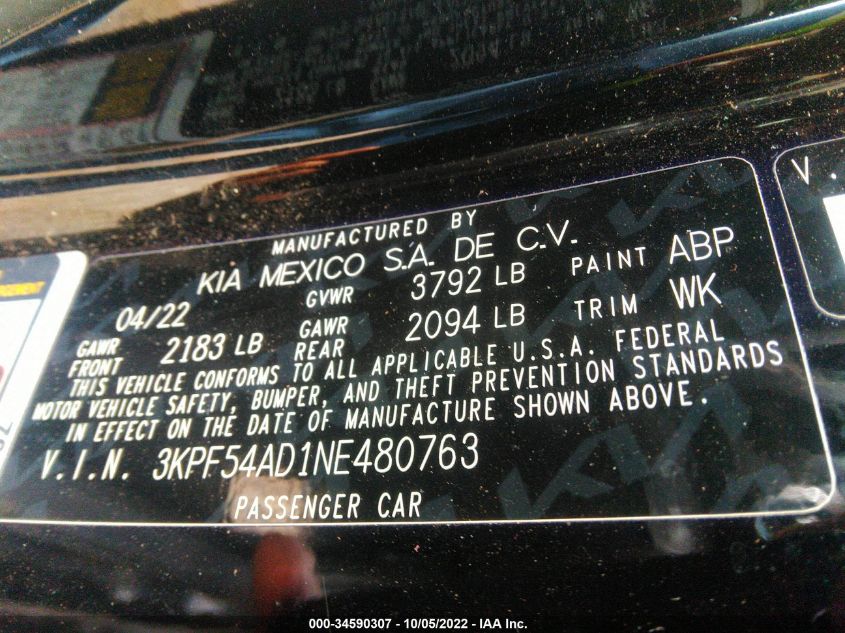 MANUFACTURED BY
KIA MEXICO S.A. DE C.V.
04/22 GVWR 3792 LB PAINT ABP
GAWR FRONT 2183 LB GAWR REAR 2094 LB TRIM WK
THIS VEHICLE CONFORMS TO ALL APPLICABLE U.S.A. FEDERAL
MOTOR VEHICLE SAFETY, BUMPER, AND THEFT PREVENTION STANDARDS
IN EFFECT ON THE DATE OF MANUFACTURE SHOWN ABOVE.
V.I.N. 3KPF54AD1NE480763
PASSENGER CAR
V.
000-34590307 - 10/05/2022 - IAA Inc.